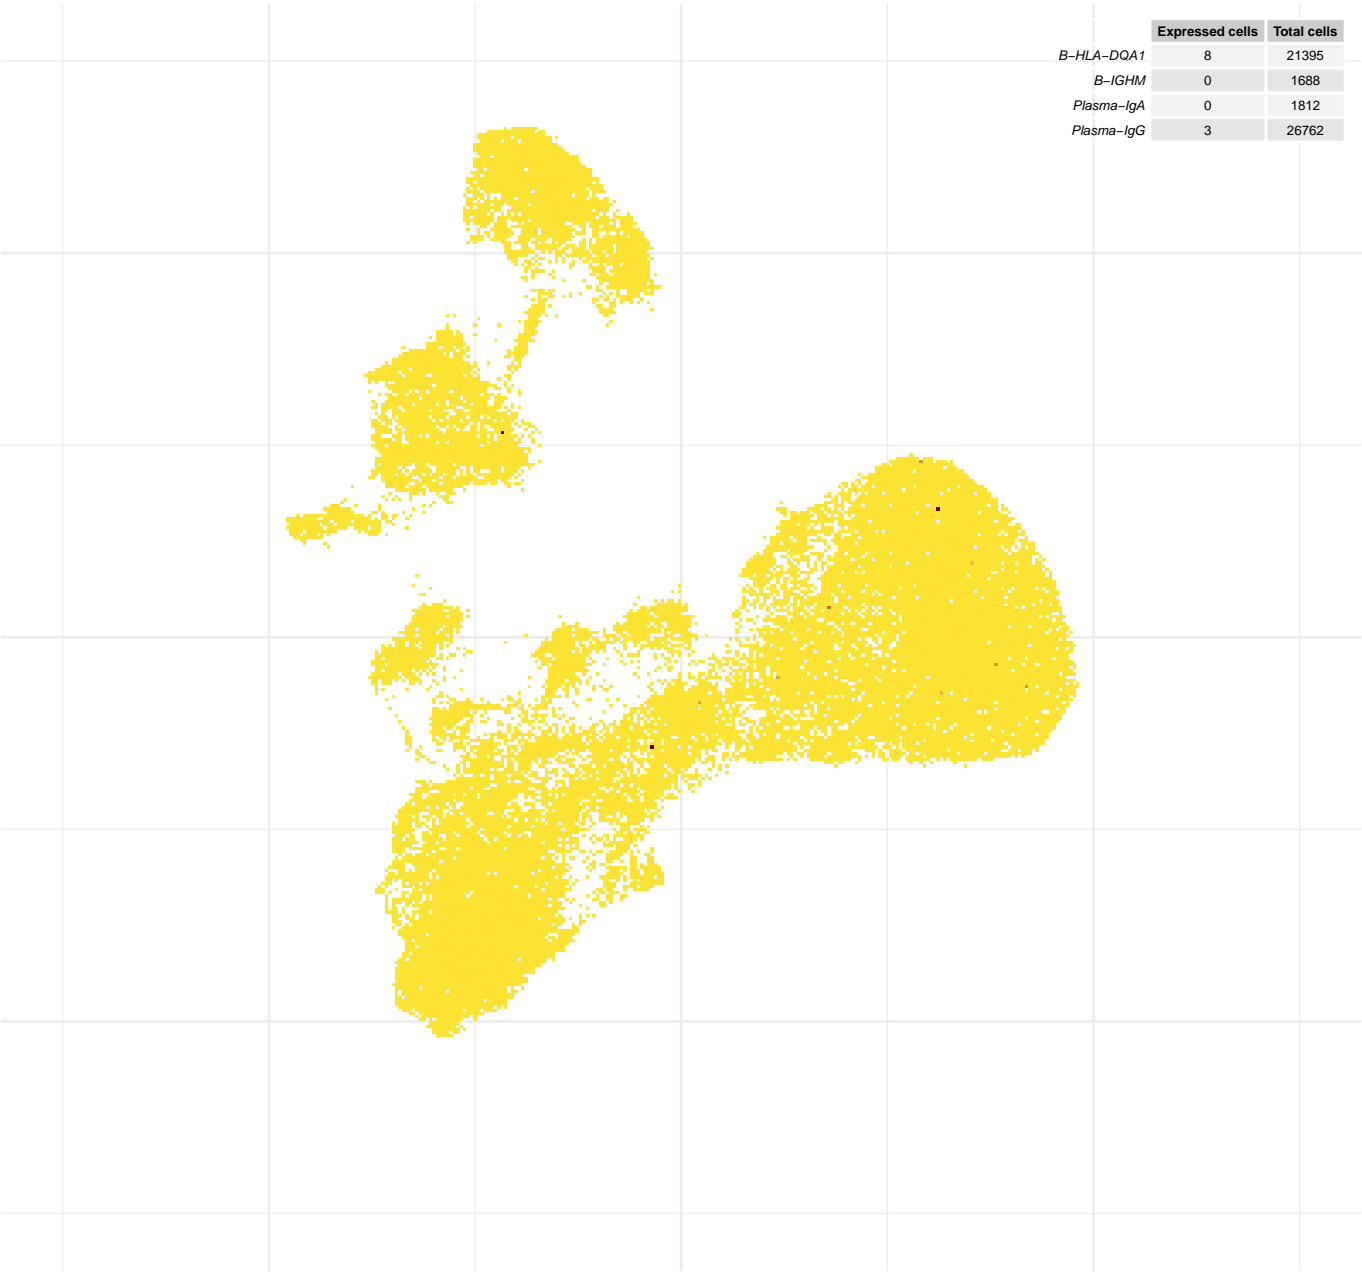 Expressed cells Total cells
B−HLA−DQA1 8 21395
B−IGHM 0 1688
Plasma−IgA 0 1812
Plasma−IgG 3 26762